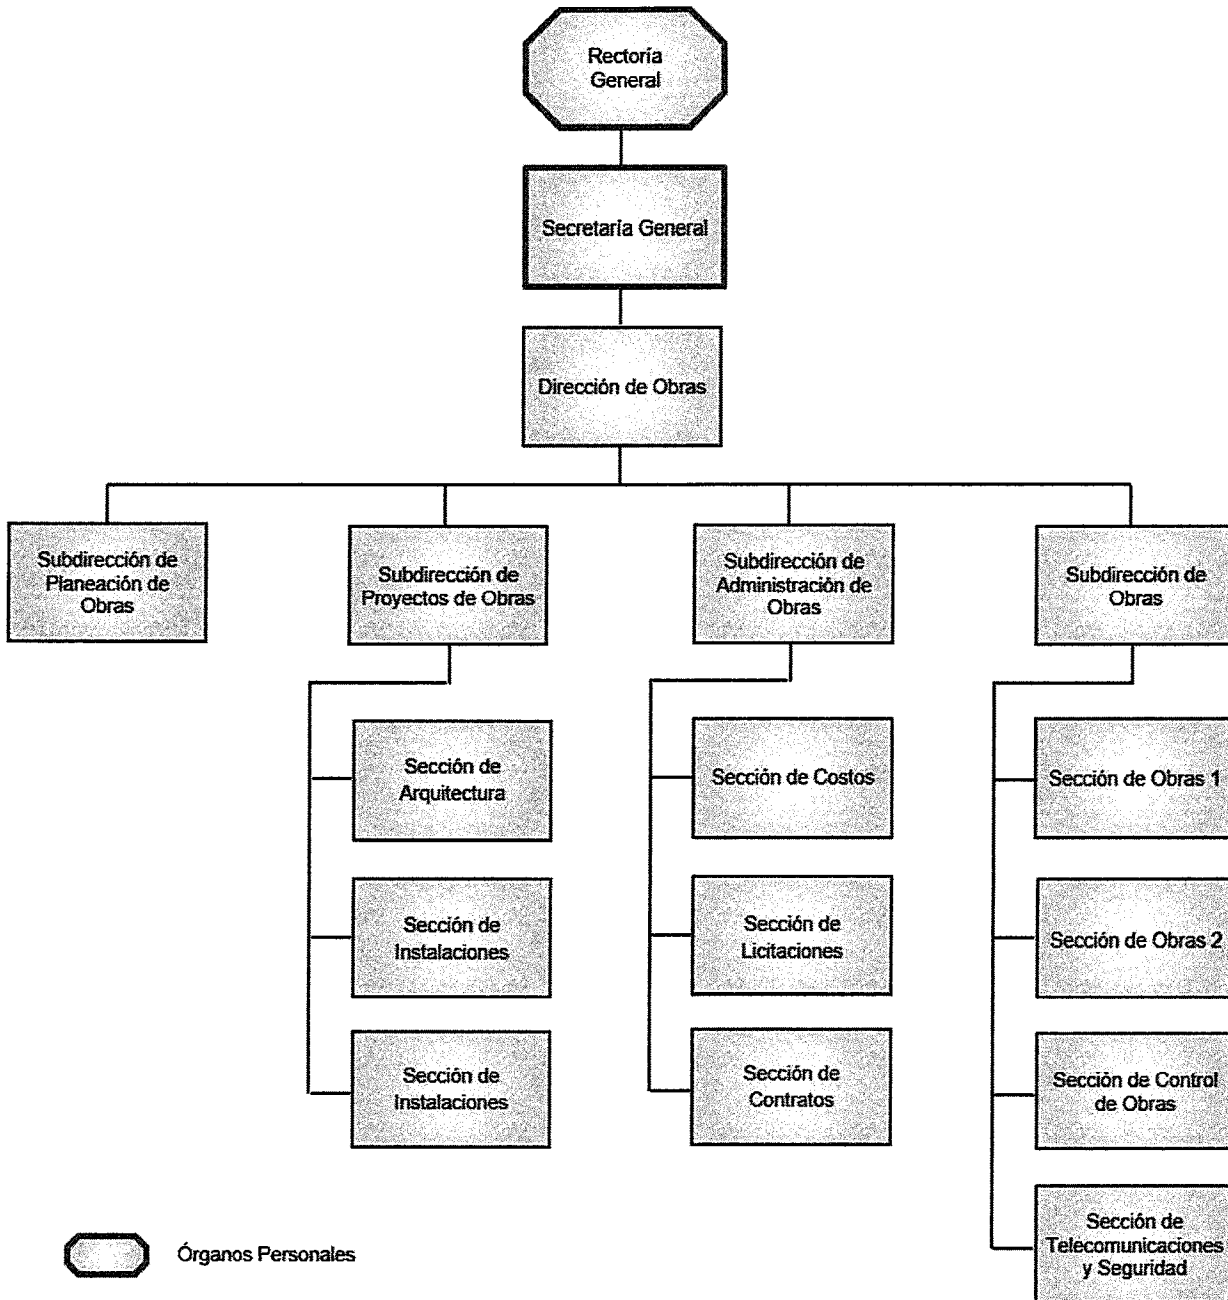 Rectoría
General
Secretaría General
Dirección de Obras
Subdirección de
Planeación de
Obras
Subdirección de
Proyectos de Obras
Subdirección de
Administración de
Obras
Subdirección de
Obras
Sección de
Arquitectura
Sección de
Instalaciones
Sección de
Instalaciones
Sección de Costos
Sección de
Licitaciones
Sección de
Contratos
Sección de Obras 1
Sección de Obras 2
Sección de Control
de Obras
Sección de
Telecomunicaciones
y Seguridad
Órganos Personales